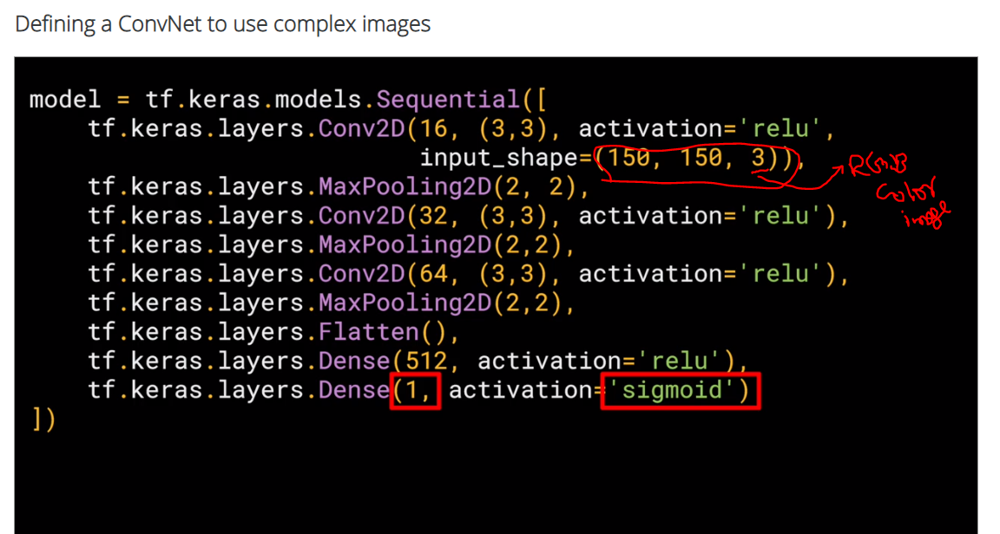 Defining a ConvNet to use complex images
model = tf.keras.models.Sequential([
tf.keras.layers.Conv2D(16, (3,3), activation='relu',
input_shape=(150, 150, 3)),
RGB
Color
image
tf.keras.layers.MaxPooling2D(2, 2),
tf.keras.layers.Conv2D(32, (3,3), activation='relu'),
tf.keras.layers.MaxPooling2D(2,2),
tf.keras.layers.Conv2D(64, (3,3), activation='relu'),
tf.keras.layers.MaxPooling2D(2,2),
tf.keras.layers.Flatten(),
tf.keras.layers.Dense(512, activation='relu'),
tf.keras.layers.Dense(1, activation='sigmoid')
])